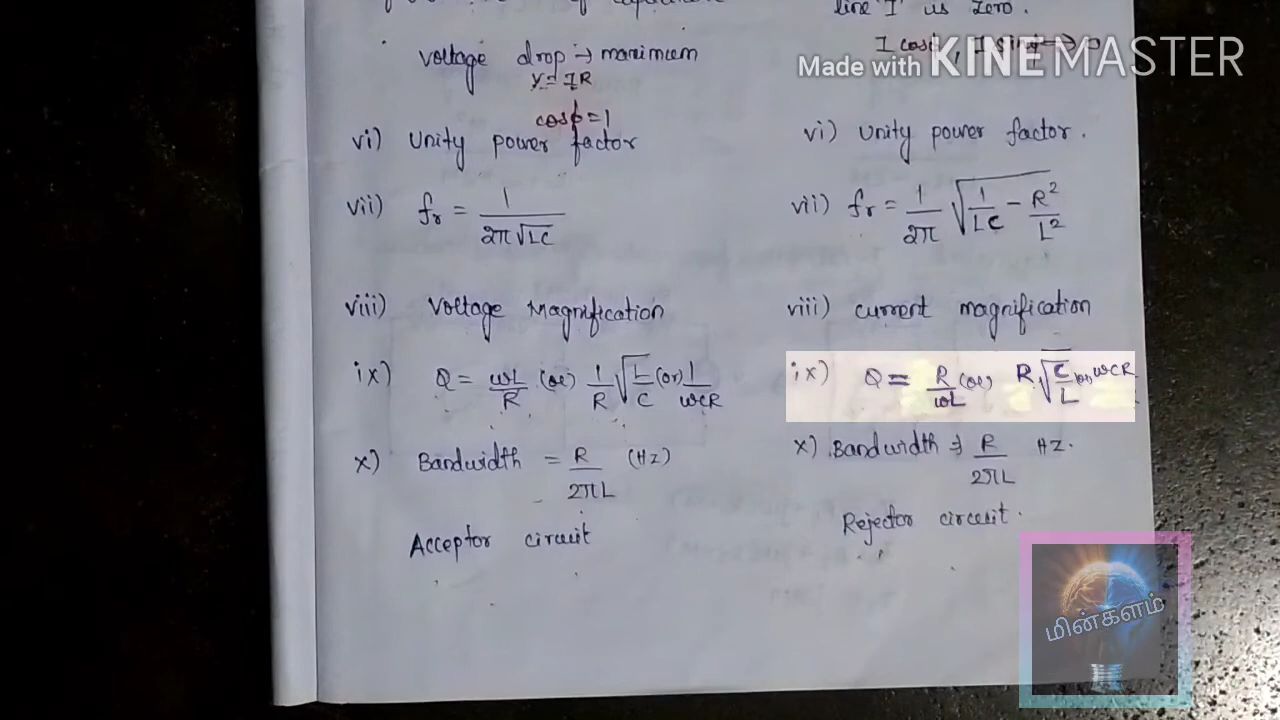 line 'I' is zero.
voltage drop → maximum
V = IR
cosφ = 1
vi) Unity power factor
vii) fr = 1 / 2π√LC
viii) Voltage Magnification
ix) Q = ωL/R (or) 1/R √L/C (or) 1/ωCR
x) Bandwidth = R/2πL (Hz)
Acceptor circuit
I cosφ, I sinφ → 0
vi) Unity power factor.
vii) fr = 1/2π √1/LC - R²/L²
viii) Current magnification
ix) Q = R/ωL (or) R√C/L (or) ωCR
x) Bandwidth = R/2πL Hz.
Rejector circuit.
Made with KINEMASTER
மின்களம்